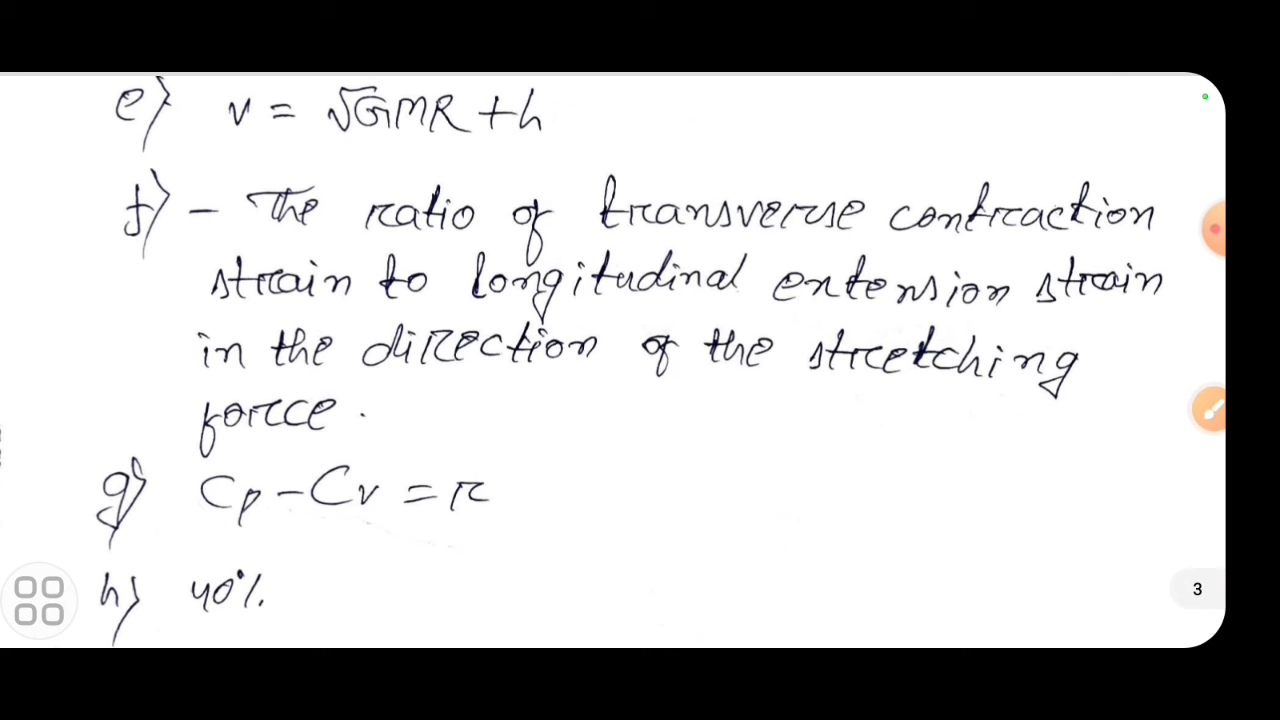 e) v = √GMR + h
f) - The ratio of transverse contraction
strain to longitudinal extension strain
in the direction of the stretching
force.
g) Cp - Cv = r
h) 40%
3